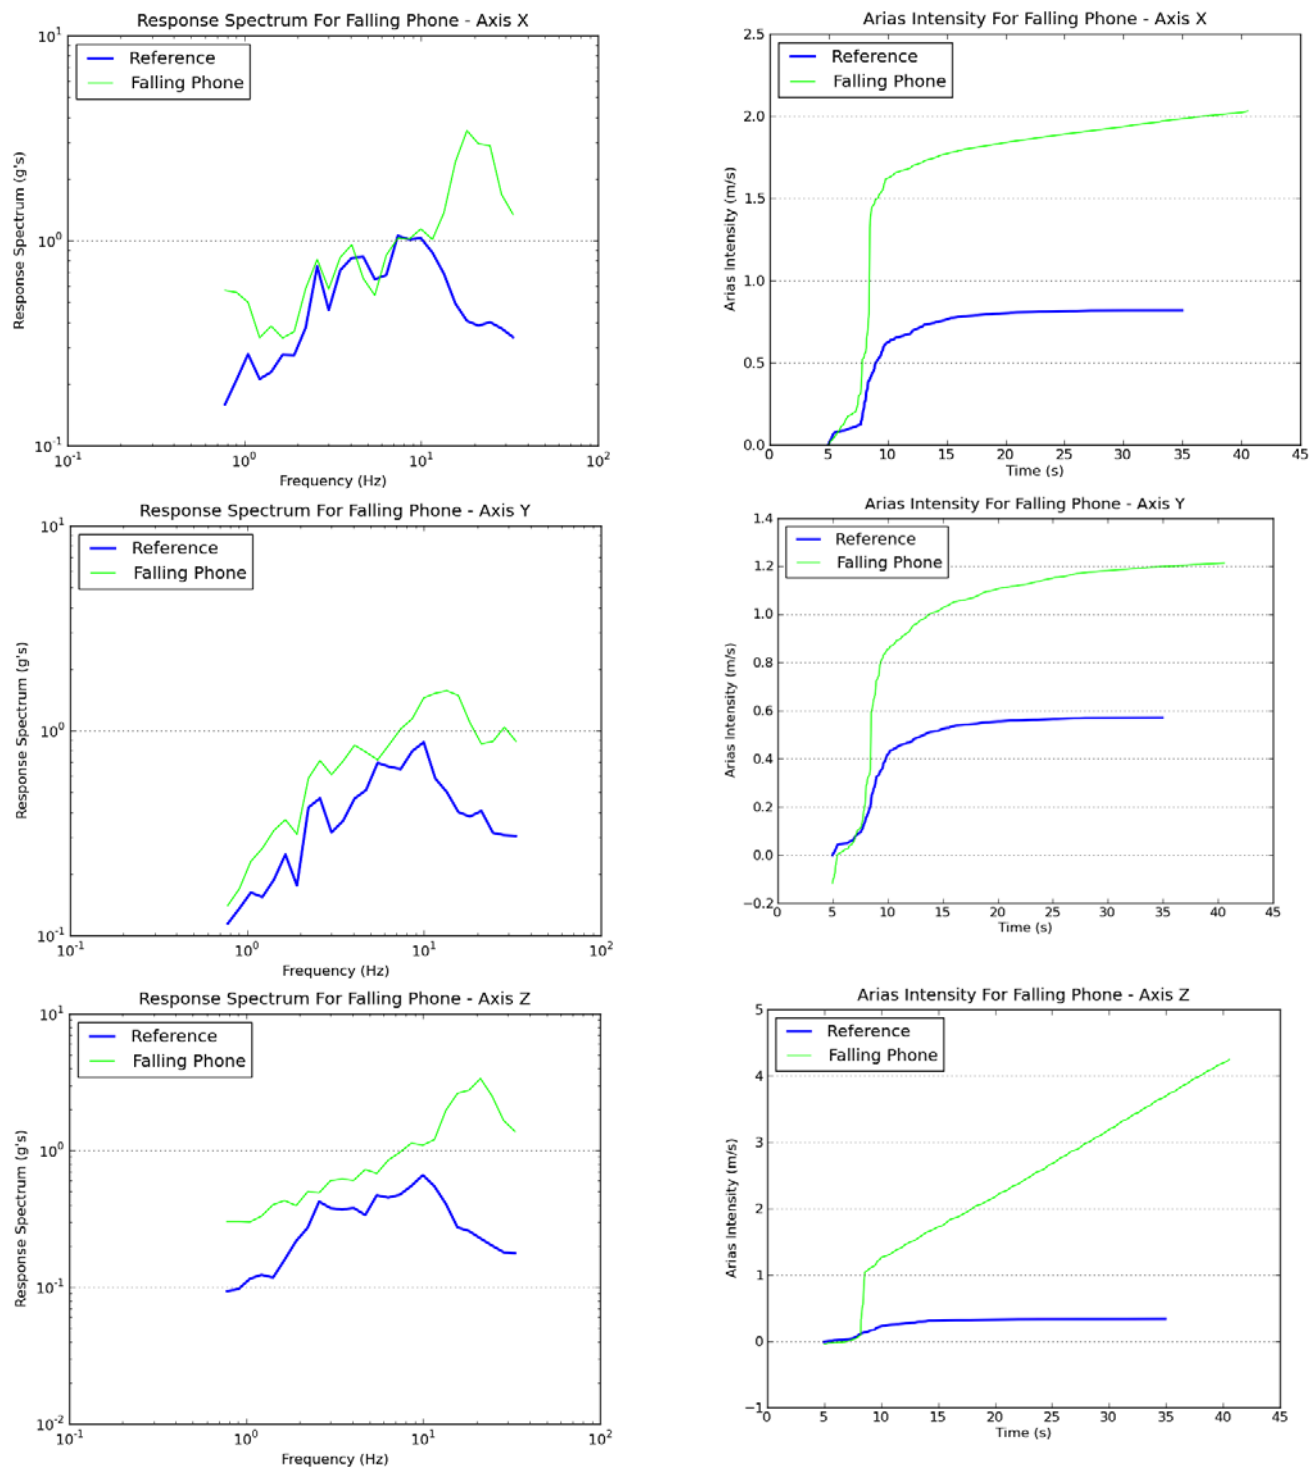 Response Spectrum For Falling Phone - Axis X
10^1
Reference
Falling Phone
Response Spectrum (g's)
10^0
10^-1
10^-1 10^0 10^1 10^2
Frequency (Hz)
Arias Intensity For Falling Phone - Axis X
2.5
Reference
Falling Phone
2.0
1.5
Arias Intensity (m/s)
1.0
0.5
0.0
0 5 10 15 20 25 30 35 40 45
Time (s)
Response Spectrum For Falling Phone - Axis Y
10^1
Reference
Falling Phone
Response Spectrum (g's)
10^0
10^-1
10^-1 10^0 10^1 10^2
Frequency (Hz)
Arias Intensity For Falling Phone - Axis Y
1.4
Reference
Falling Phone
1.2
1.0
0.8
Arias Intensity (m/s)
0.6
0.4
0.2
0.0
−0.2
0 5 10 15 20 25 30 35 40 45
Time (s)
Response Spectrum For Falling Phone - Axis Z
10^1
Reference
Falling Phone
10^0
Response Spectrum (g's)
10^-1
10^-2
10^-1 10^0 10^1 10^2
Frequency (Hz)
Arias Intensity For Falling Phone - Axis Z
5
Reference
Falling Phone
4
3
Arias Intensity (m/s)
2
1
0
−1
0 5 10 15 20 25 30 35 40 45
Time (s)